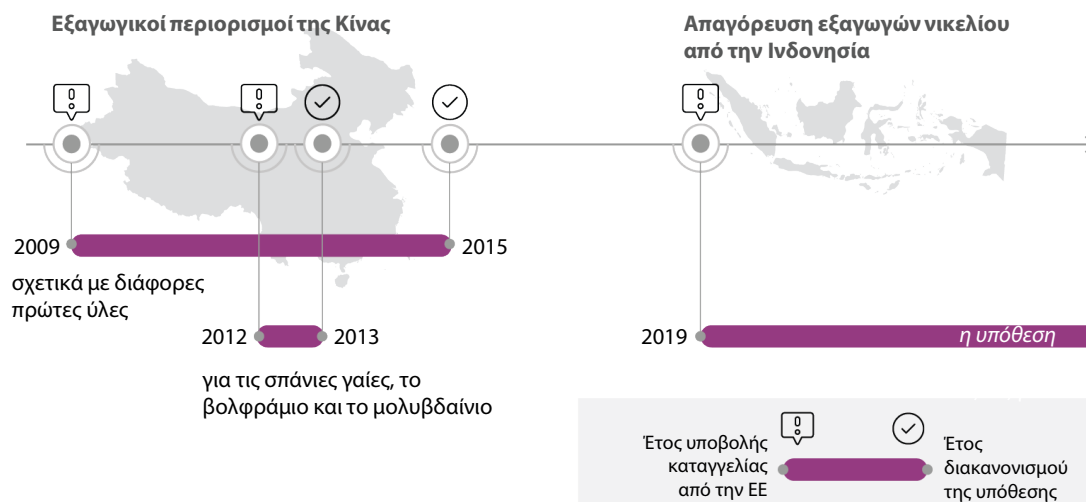 Εξαγωγικοί περιορισμοί της Κίνας
Απαγόρευση εξαγωγών νικελίου
από την Ινδονησία
2009
2015
σχετικά με διάφορες
πρώτες ύλες
2012
2013
για τις σπάνιες γαίες, το
βολφράμιο και το μολυβδαίνιο
2019
η υπόθεση
Έτος υποβολής
καταγγελίας
από την ΕΕ
Έτος
διακανονισμού
της υπόθεσης